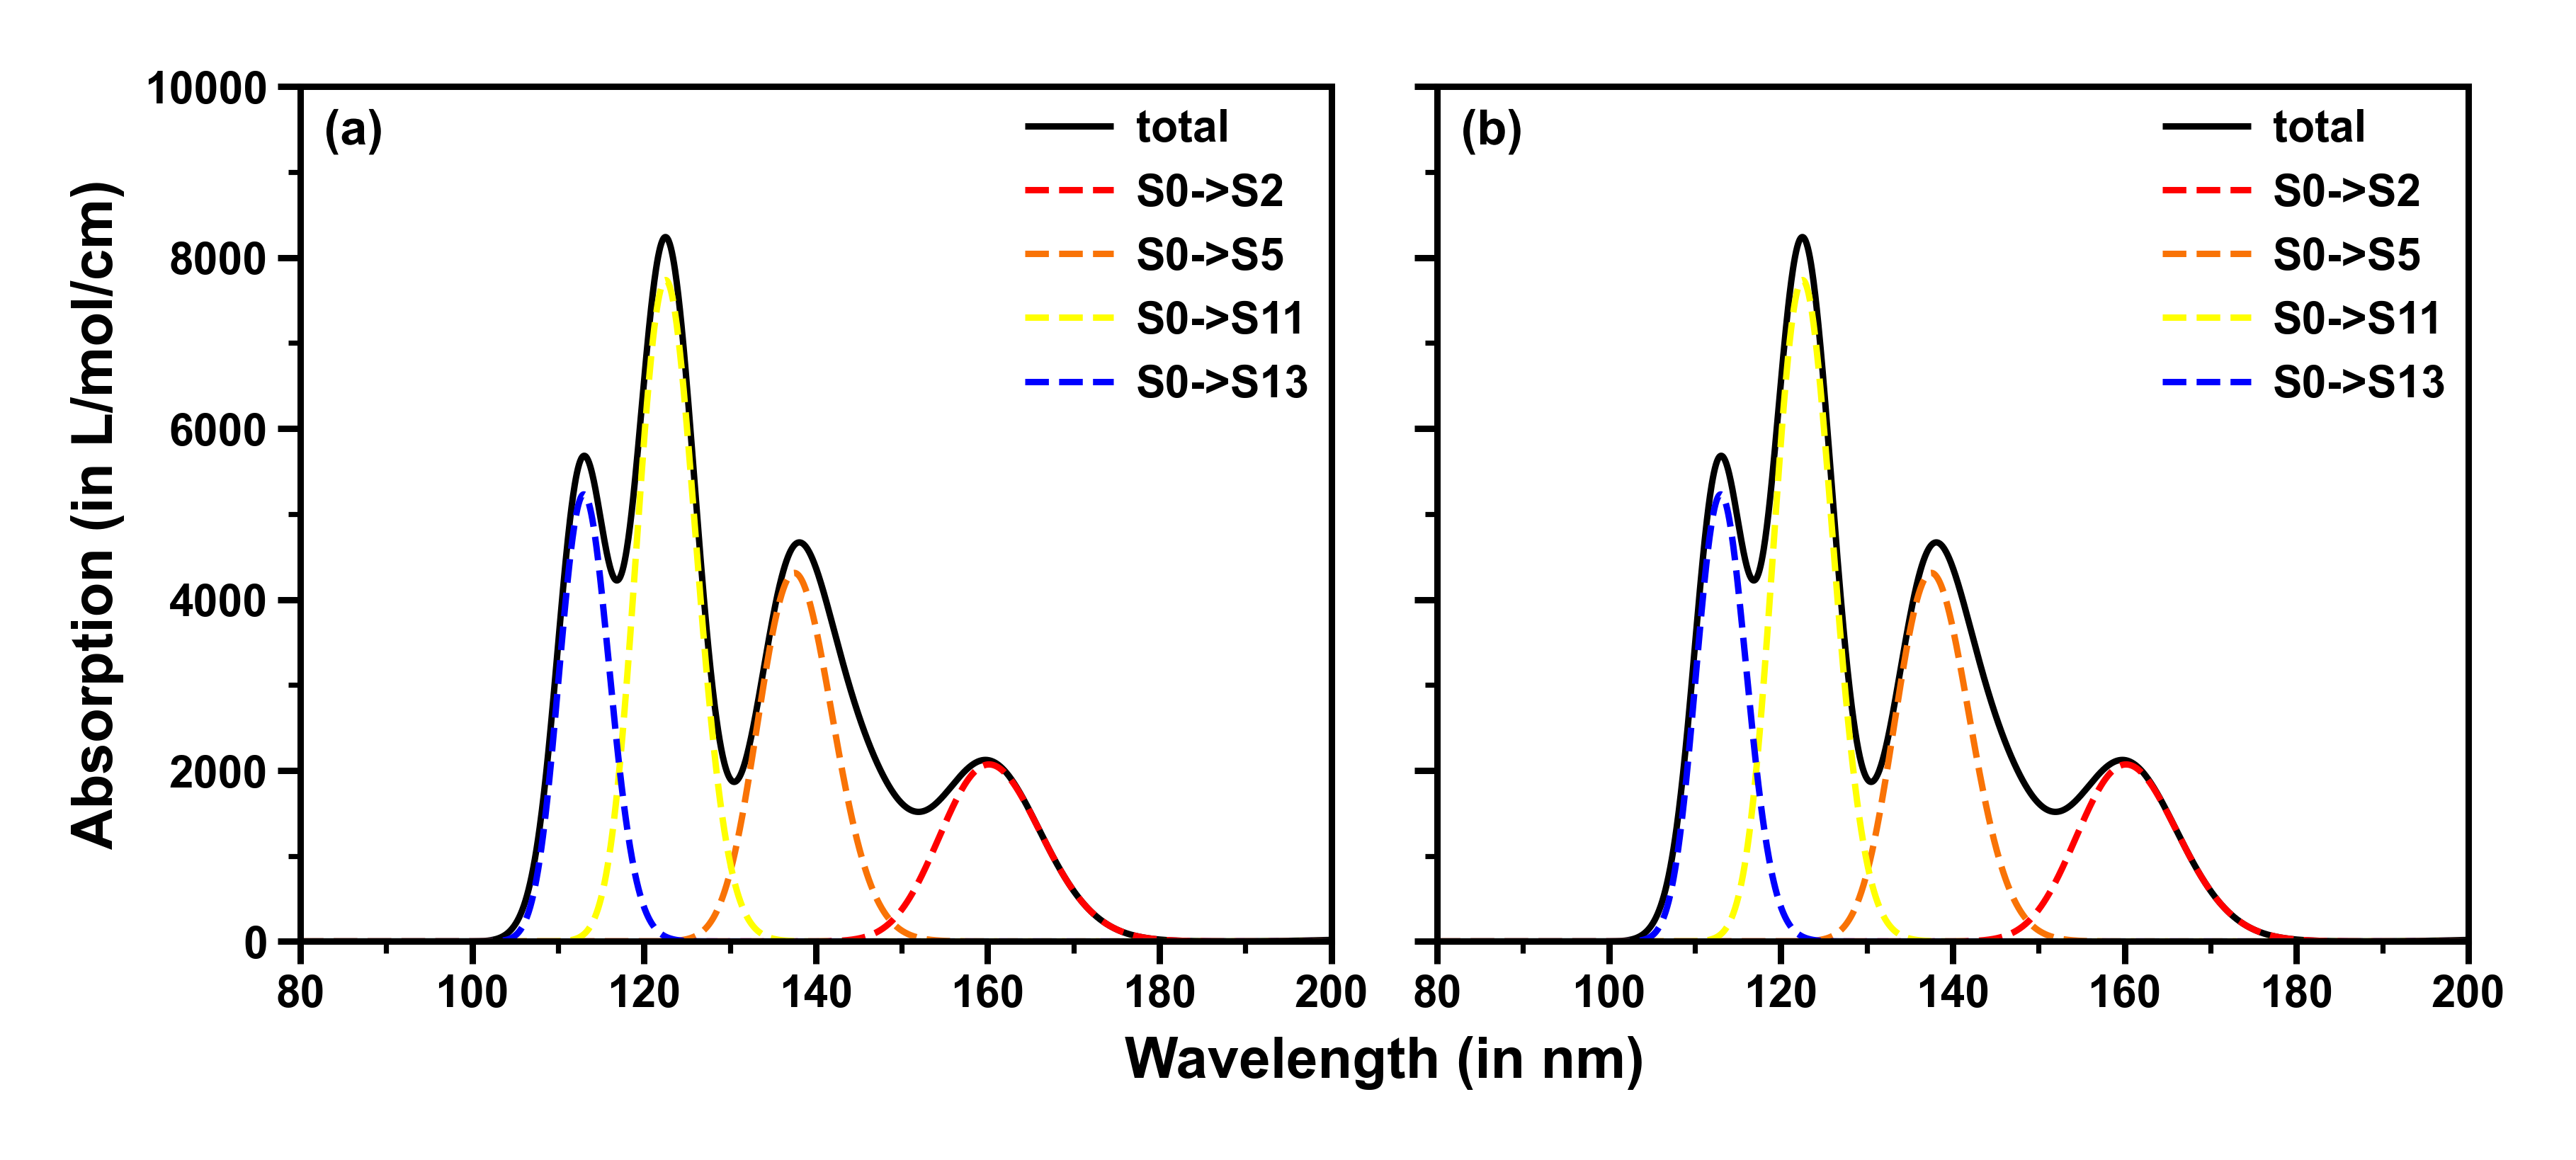 (a)
total
S0->S2
S0->S5
S0->S11
S0->S13
10000
8000
6000
4000
2000
0
Absorption (in L/mol/cm)
80 100 120 140 160 180 200
(b)
total
S0->S2
S0->S5
S0->S11
S0->S13
80 100 120 140 160 180 200
Wavelength (in nm)